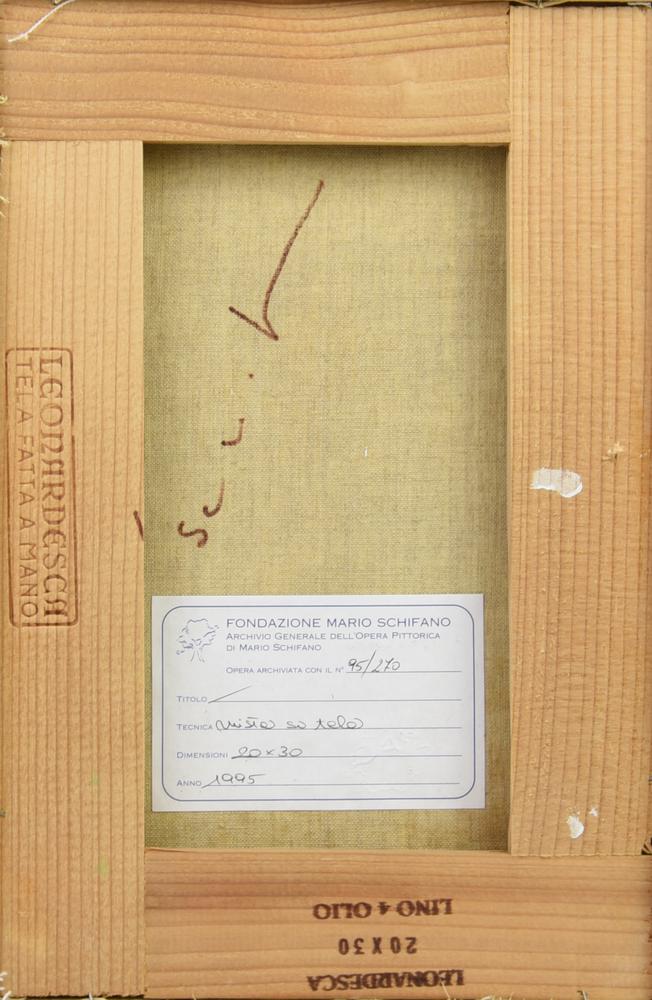 LEONARDESCA
TELA FATTA A MANO
FONDAZIONE MARIO SCHIFANO
ARCHIVIO GENERALE DELL'OPERA PITTORICA
DI MARIO SCHIFANO
OPERA ARCHIVIATA CON IL N° 95/270
TITOLO /
TECNICA mista su tela
DIMENSIONI 20×30
ANNO 1995
LEONARDESCA
20 X 30
LINO 4 OLIO